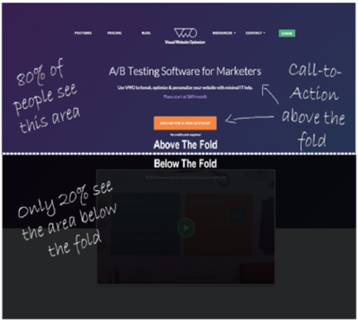 FEATURES PRICING BLOG VWO RESOURCES CONTACT LOGIN
Visual Website Optimizer
A/B Testing Software for Marketers
Use VWO to tweak, optimize & personalize your website with minimal IT help.
Plans start at $49/month
80% of
people see
this area
Call-to-
Action
above the
fold
Above The Fold
Below The Fold
Only 20% see
the area below
the fold